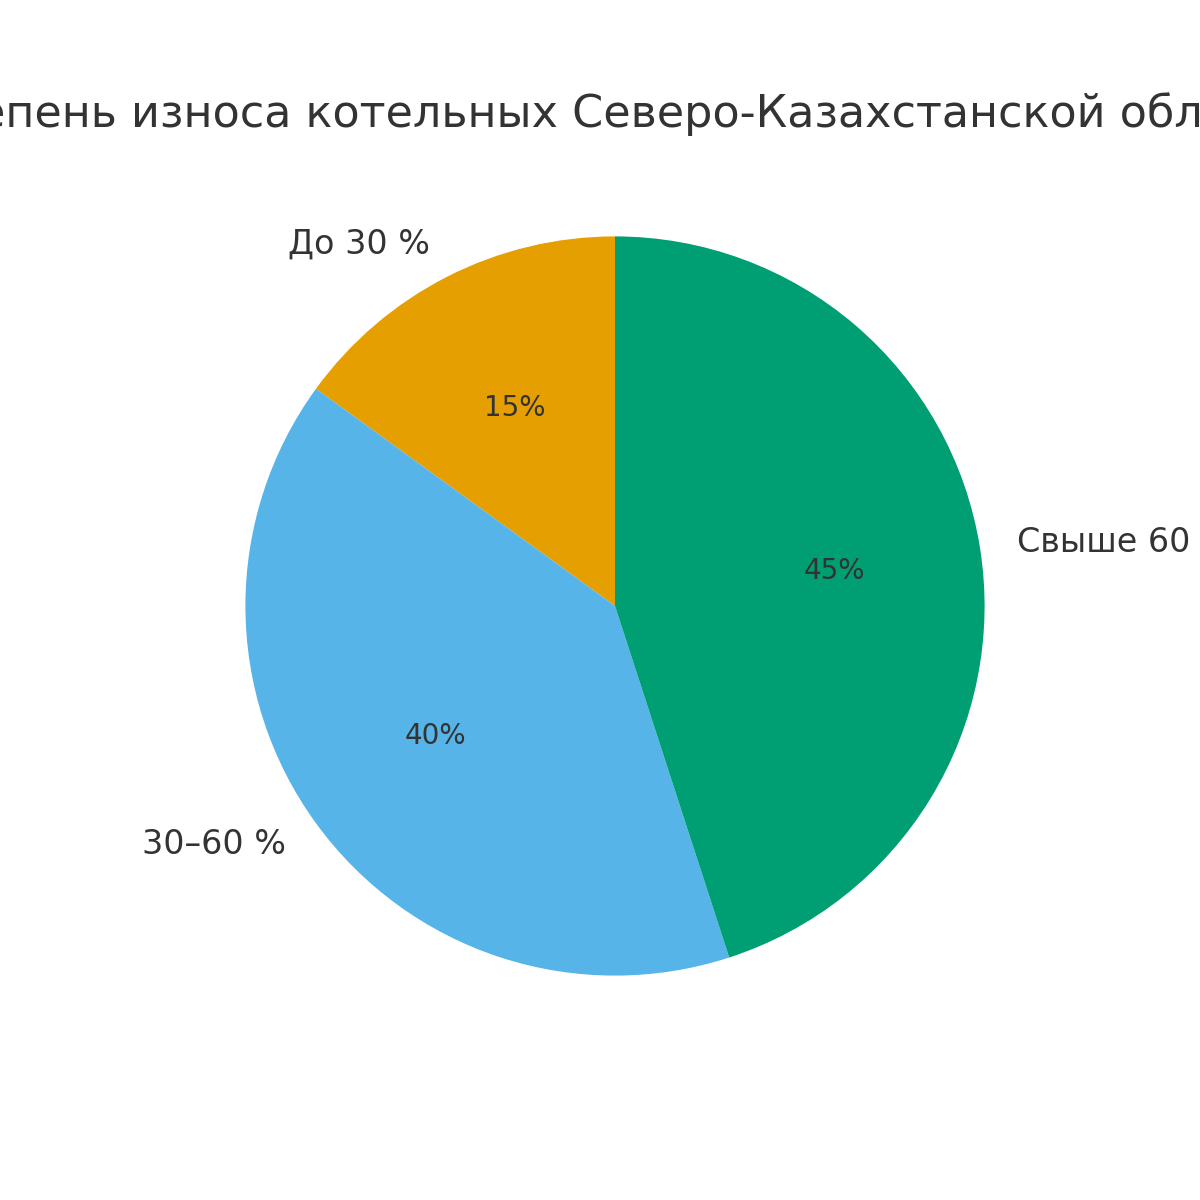 епень износа котельных Северо-Казахстанской обл
До 30 %
15%
Свыше 60
45%
40%
30–60 %